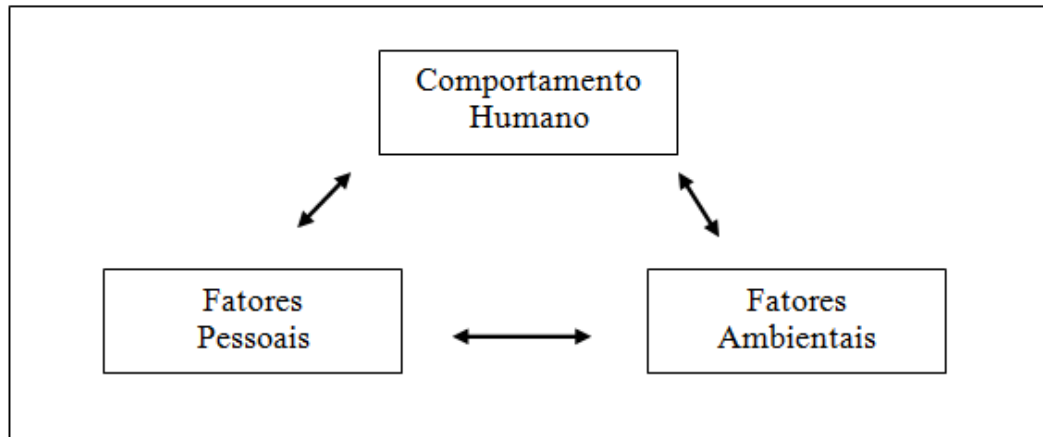 Comportamento
Humano
Fatores
Pessoais
Fatores
Ambientais